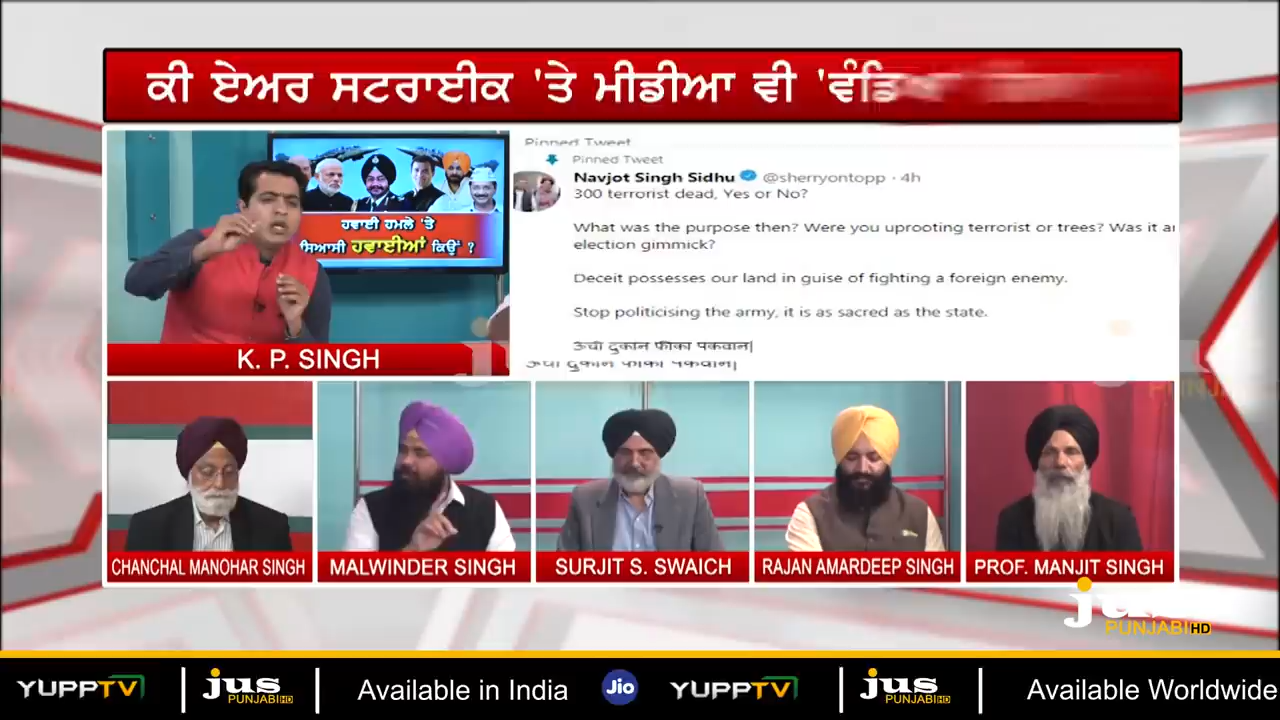 ਕੀ ਏਅਰ ਸਟਰਾਈਕ 'ਤੇ ਮੀਡੀਆ ਵੀ
Pinned Tweet
Pinned Tweet
Navjot Singh Sidhu @sherryontopp · 4h
300 terrorist dead, Yes or No?
What was the purpose then? Were you uprooting terrorist or trees? Was it an
election gimmick?
Deceit possesses our land in guise of fighting a foreign enemy.
Stop politicising the army, it is as sacred as the state.
ऊंची दुकान फीका पकवान|
ਹਵਾਈ ਹਮਲੇ 'ਤੇ
ਸਿਆਸੀ ਹਵਾਈਆਂ ਕਿਉਂ ?
K. P. SINGH
CHANCHAL MANOHAR SINGH
MALWINDER SINGH
SURJIT S. SWAICH
RAJAN AMARDEEP SINGH
PROF. MANJIT SINGH
PUNJABI HD
YUPPTV
jus
PUNJABI HD
Available in India
Jio
YUPPTV
jus
PUNJABI HD
Available Worldwide